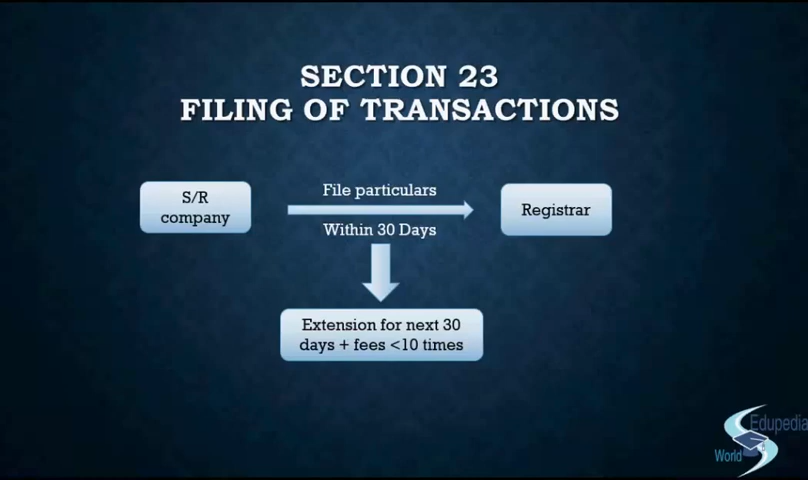 SECTION 23
FILING OF TRANSACTIONS
S/R
company
File particulars
Within 30 Days
Registrar
Extension for next 30
days + fees <10 times
Edupedia
World